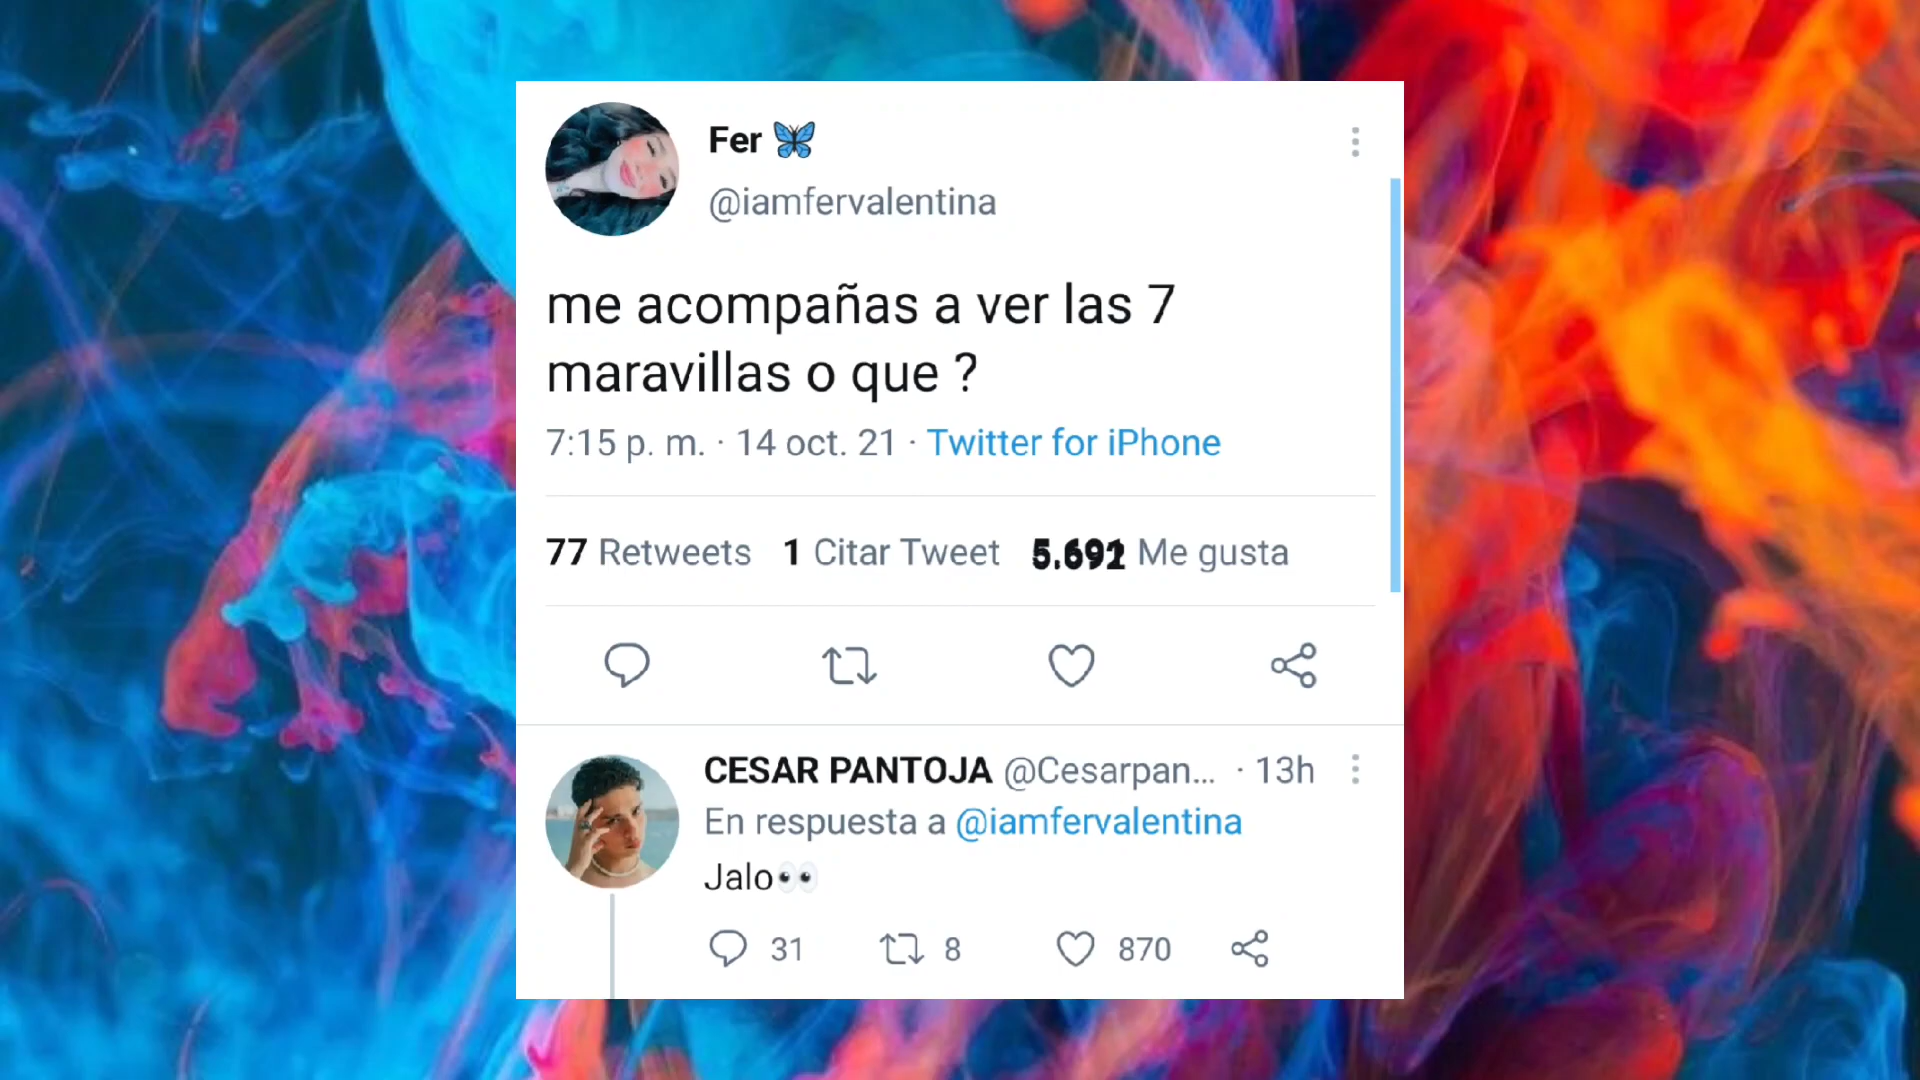 Fer 🦋
@iamfervalentina
me acompañas a ver las 7
maravillas o que ?
7:15 p. m. · 14 oct. 21 · Twitter for iPhone
77 Retweets 1 Citar Tweet 5.692 Me gusta
CESAR PANTOJA @Cesarpan... · 13h
En respuesta a @iamfervalentina
Jalo👀
31 8 870